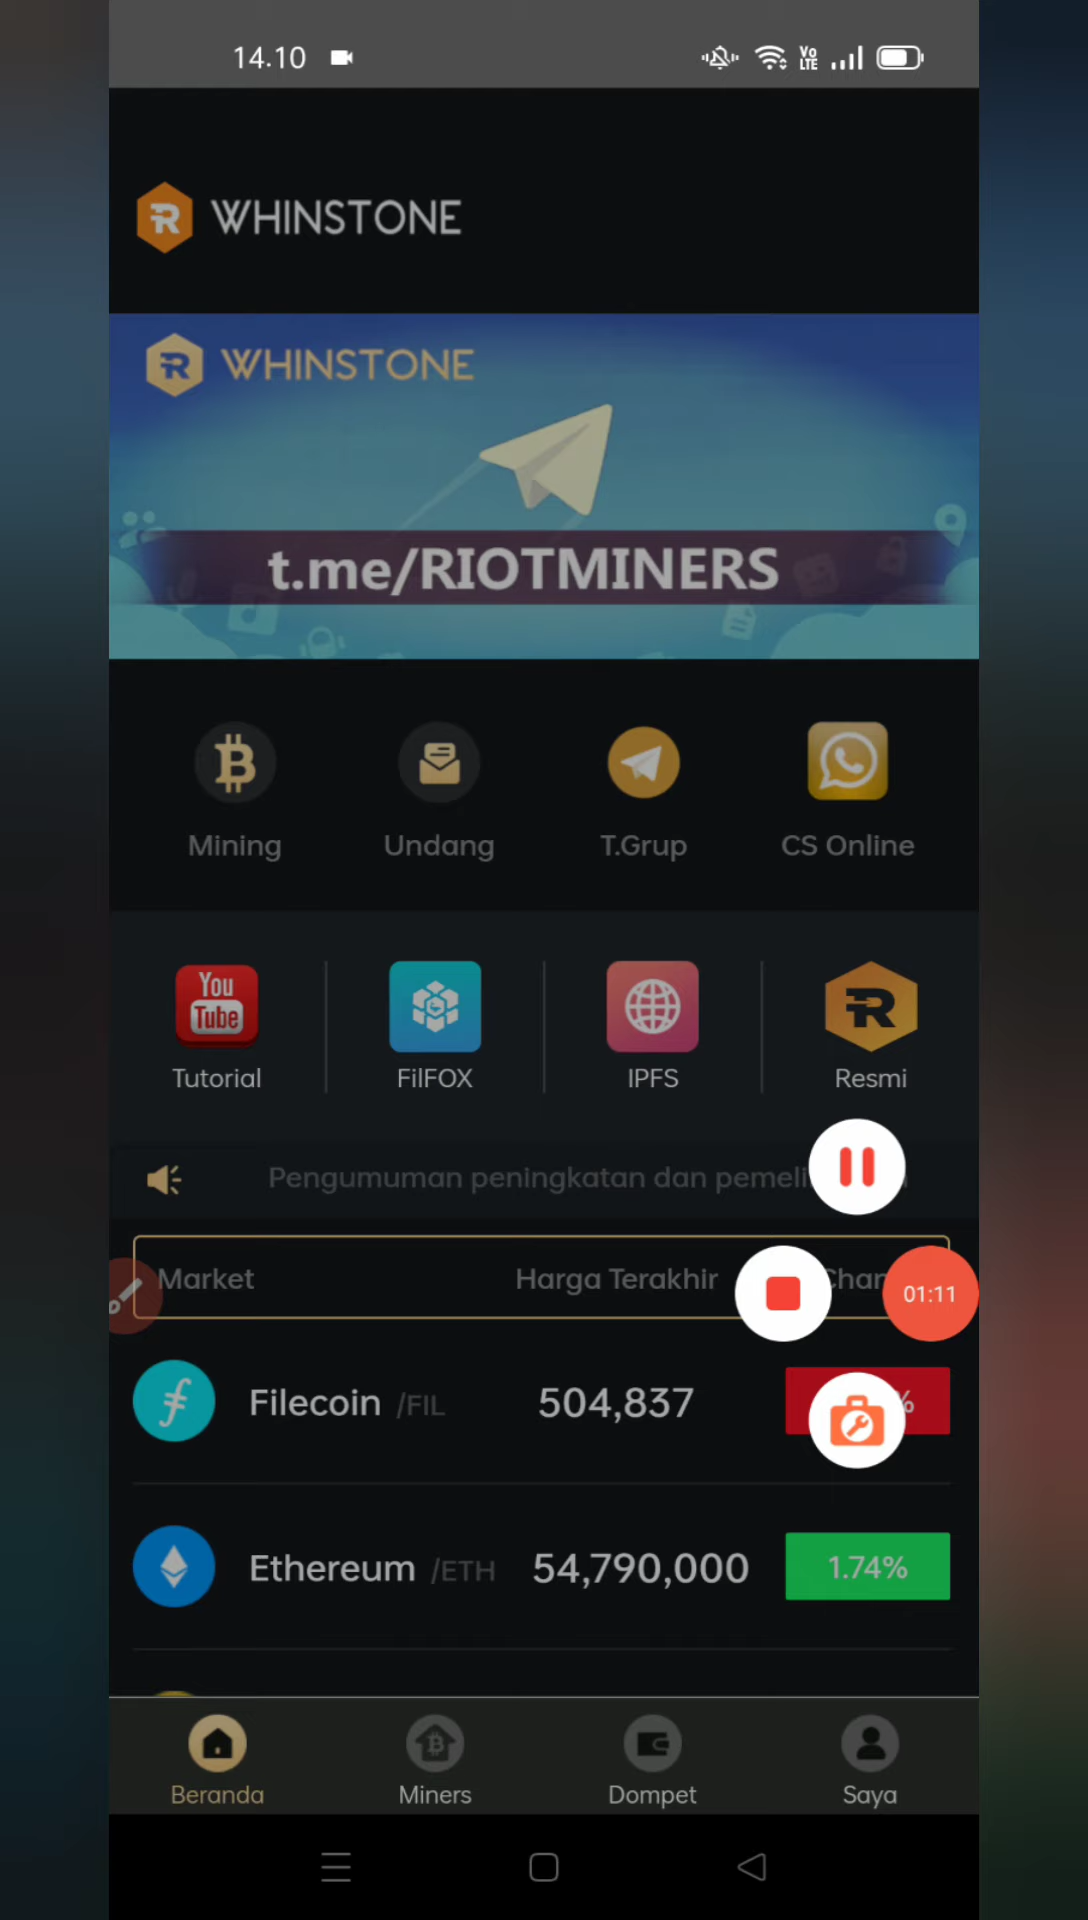 14.10
Vo
LTE
WHINSTONE
WHINSTONE
t.me/RIOTMINERS
Mining
Undang
T.Grup
CS Online
You
Tube
Tutorial
FilFOX
IPFS
Resmi
Pengumuman peningkatan dan
Market
Harga Terakhir
01:11
Filecoin /FIL
504,837
%
Ethereum /ETH
54,790,000
1.74%
Beranda
Miners
Dompet
Saya